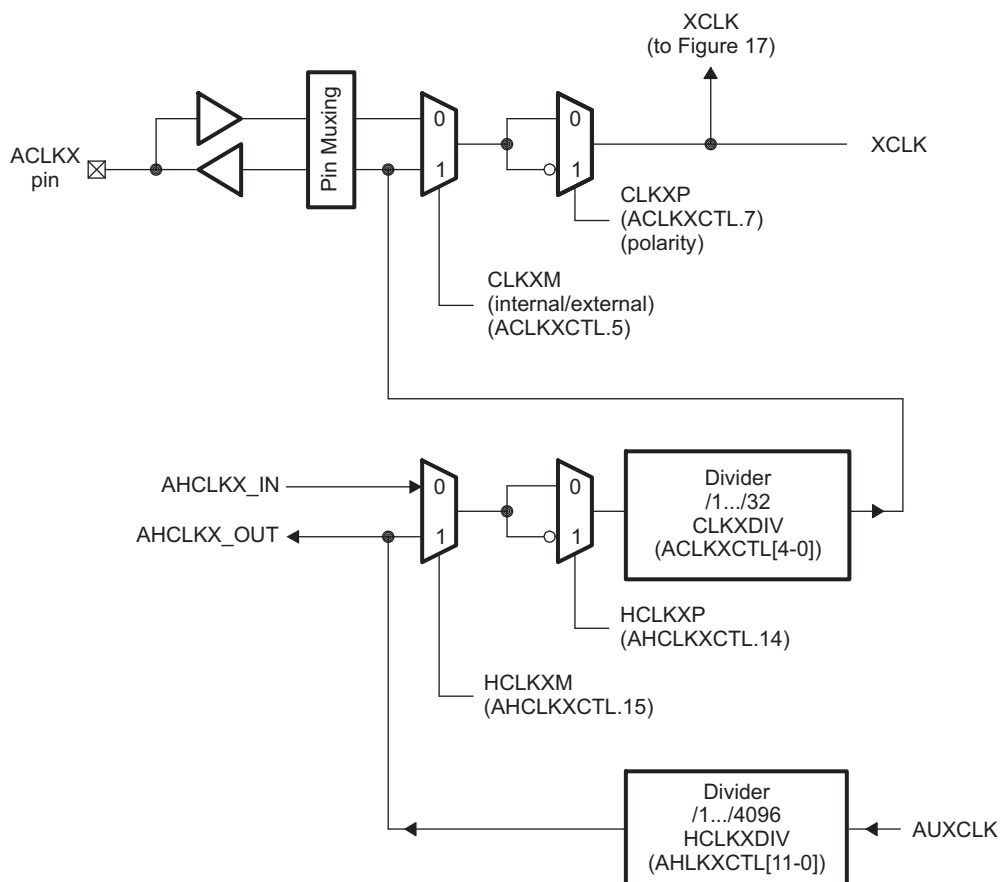 XCLK
(to Figure 17)
Pin Muxing
0
1
0
1
ACLKX
pin
XCLK
CLKXP
(ACLKXCTL.7)
(polarity)
CLKXM
(internal/external)
(ACLKXCTL.5)
AHCLKX_IN
AHCLKX_OUT
0
1
0
1
Divider
/1.../32
CLKXDIV
(ACLKXCTL[4-0])
HCLKXP
(AHCLKXCTL.14)
HCLKXM
(AHCLKXCTL.15)
Divider
/1.../4096
HCLKXDIV
(AHLKXCTL[11-0])
AUXCLK